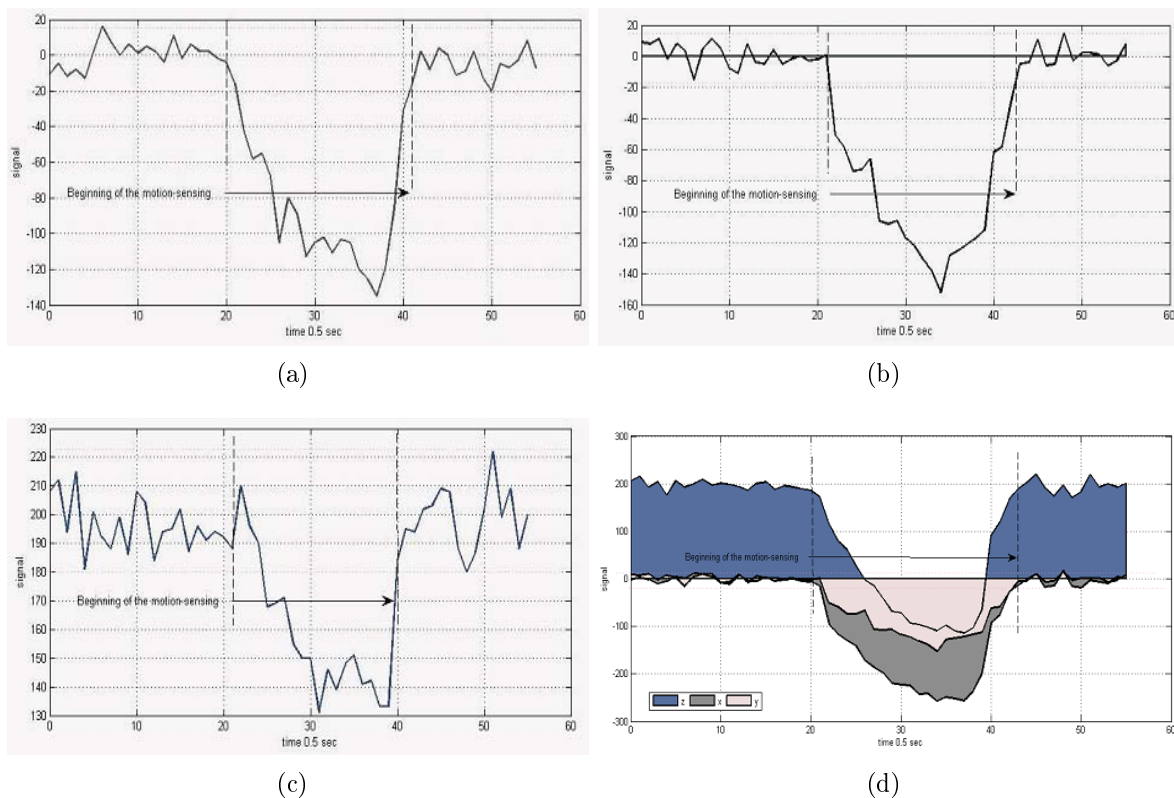 20
0
-20
-40
-60
-80
-100
-120
-140
signal
Beginning of the motion-sensing
0 10 20 30 40 50 60
time 0.5 sec
(a)
20
0
-20
-40
-60
-80
-100
-120
-140
-160
signal
Beginning of the motion-sensing
0 10 20 30 40 50 60
time 0.5 sec
(b)
230
220
210
200
190
180
170
160
150
140
130
signal
Beginning of the motion-sensing
0 10 20 30 40 50 60
time 0.5 sec
(c)
300
200
100
0
-100
-200
-300
signal
Beginning of the motion-sensing
z x y
0 10 20 30 40 50 60
time 0.5 sec
(d)